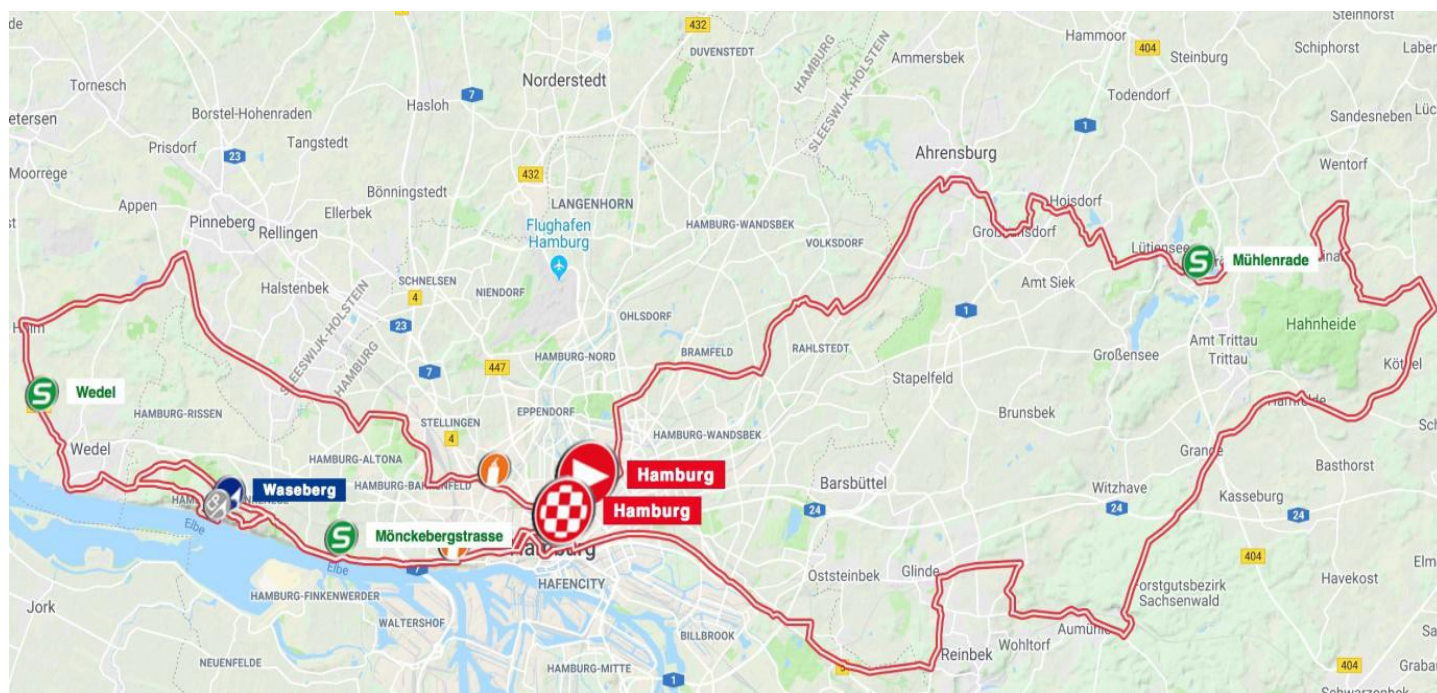 432
Steinhorst
Hammoor
404
Steinburg
Schiphorst
DUVENSTEDT
Ammersbek
HAMBURG
SLEESWIJK-HOLSTEIN
Norderstedt
Tornesch
Hasloh
7
Todendorf
Borstel-Hohenraden
Sandesneben
1
Prisdorf
Tangstedt
23
SLEESWIJK-HOLSTEIN
Ahrensburg
Wentorf
Moorrege
432
Bönningstedt
Appen
Ellerbek
LANGENHORN
Hoisdorf
Pinneberg
Rellingen
Flughafen
Hamburg
HAMBURG-WANDSBEK
VOLKSDORF
S
Mühlenrade
SCHNELSEN
Halstenbek
4
NIENDORF
Amt Siek
1
OHLSDORF
23
Hahnheide
SLEESWIJK-HOLSTEIN
HAMBURG
HAMBURG-NORD
BRAMFELD
RAHLSTEDT
Großensee
Amt Trittau
Trittau
7
447
Stapelfeld
S
Wedel
HAMBURG-RISSEN
EPPENDORF
STELLINGEN
4
Brunsbek
HAMBURG-WANDSBEK
Wedel
HAMBURG-ALTONA
Grande
Basthorst
Hamburg
Waseberg
Barsbüttel
Witzhave
Kasseburg
Hamburg
24
24
24
Elbe
S
Mönckebergstrasse
404
HAFENCITY
Elbe
7
Oststeinbek
Glinde
Havekost
Forstgutsbezirk
Sachsenwald
HAMBURG-FINKENWERDER
Jork
WALTERSHOF
BILLBROOK
Aumühle
Wohltorf
Reinbek
NEUENFELDE
HAMBURG-MITTE
1
404